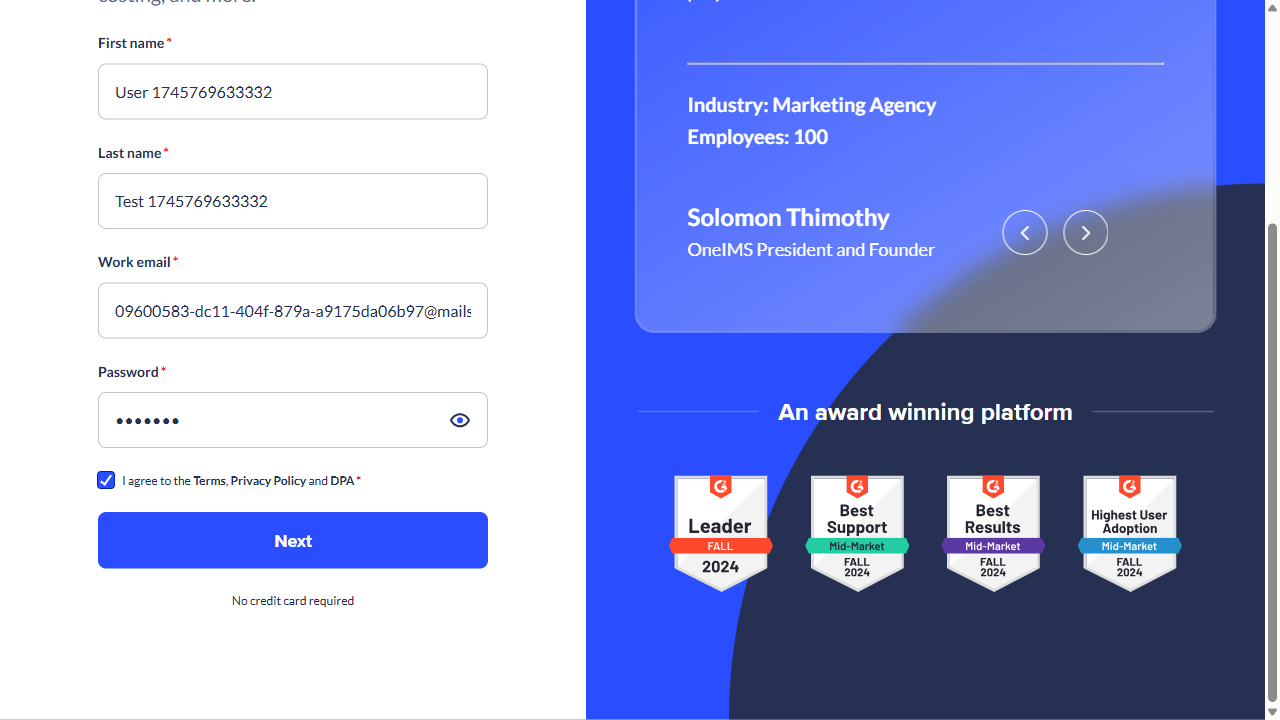 costing, and more.
First name*
User 1745769633332
Last name*
Test 1745769633332
Work email*
09600583-dc11-404f-879a-a9175da06b97@mails
Password*
•••••••
I agree to the Terms, Privacy Policy and DPA *
Next
No credit card required
Industry: Marketing Agency
Employees: 100
Solomon Thimothy
OneIMS President and Founder
An award winning platform
Leader
FALL
2024
Best
Support
Mid-Market
FALL
2024
Best
Results
Mid-Market
FALL
2024
Highest User
Adoption
Mid-Market
FALL
2024